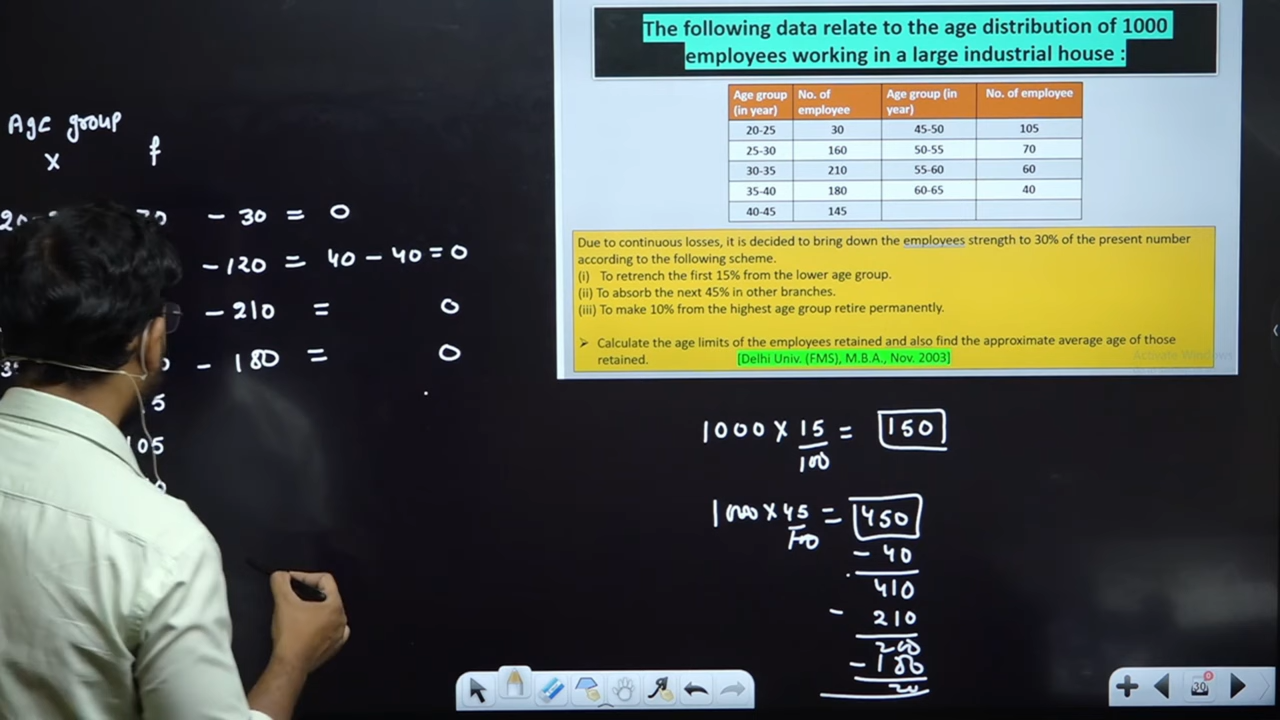 The following data relate to the age distribution of 1000
employees working in a large industrial house :
Age group (in year) No. of employee Age group (in year) No. of employee
20-25 30 45-50 105
25-30 160 50-55 70
30-35 210 55-60 60
35-40 180 60-65 40
40-45 145
Due to continuous losses, it is decided to bring down the employees strength to 30% of the present number
according to the following scheme.
(i) To retrench the first 15% from the lower age group.
(ii) To absorb the next 45% in other branches.
(iii) To make 10% from the highest age group retire permanently.
➤ Calculate the age limits of the employees retained and also find the approximate average age of those
retained. [Delhi Univ. (FMS), M.B.A., Nov. 2003]
Activate Windows
Age group
x f
- 30 = 0
- 120 = 40 - 40 = 0
- 210 = 0
- 180 = 0
5
105
1000 × 15 = 150
100
1000 × 45 = 450
100
- 40
410
- 210
200
- 180
20
30